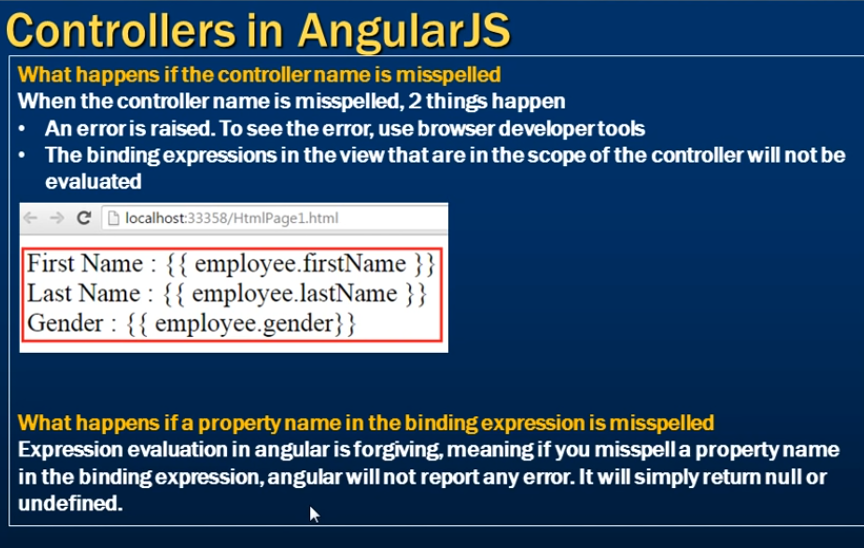 Controllers in AngularJS
What happens if the controller name is misspelled
When the controller name is misspelled, 2 things happen
• An error is raised. To see the error, use browser developer tools
• The binding expressions in the view that are in the scope of the controller will not be
evaluated
localhost:33358/HtmlPage1.html
First Name : {{ employee.firstName }}
Last Name : {{ employee.lastName }}
Gender : {{ employee.gender}}
What happens if a property name in the binding expression is misspelled
Expression evaluation in angular is forgiving, meaning if you misspell a property name
in the binding expression, angular will not report any error. It will simply return null or
undefined.